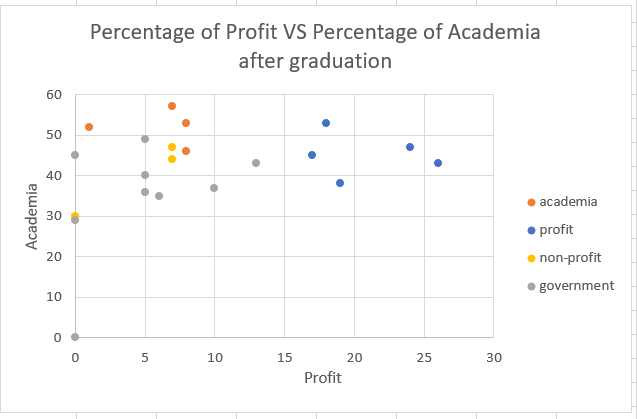 Percentage of Profit VS Percentage of Academia
after graduation
60
50
40
30
20
10
0
Academia
0 5 10 15 20 25 30
Profit
academia
profit
non-profit
government